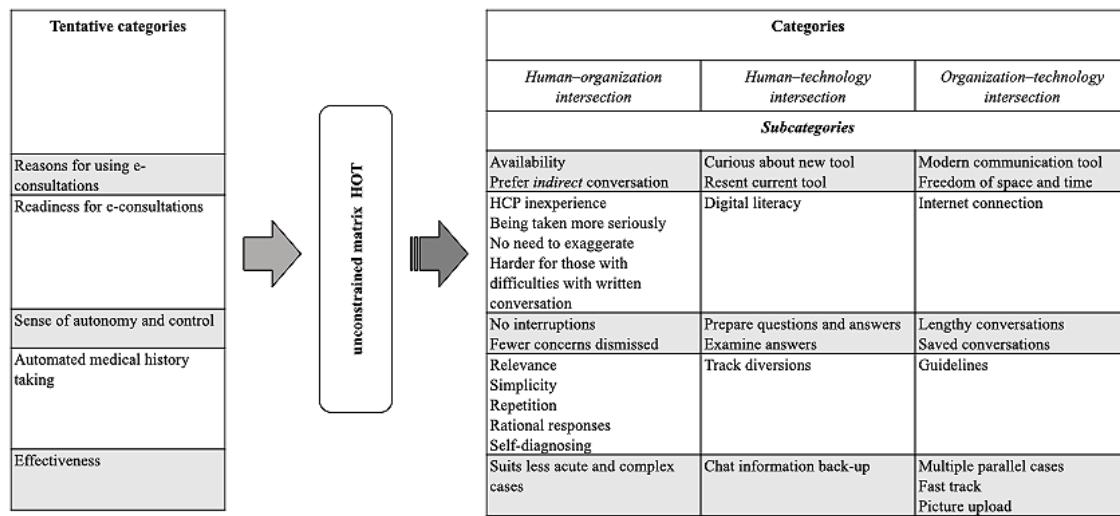 Tentative categories
Reasons for using e-
consultations
Readiness for e-consultations
Sense of autonomy and control
Automated medical history
taking
Effectiveness
unconstrained matrix HOT
Categories
Human–organization
intersection
Human–technology
intersection
Organization–technology
intersection
Subcategories
Availability
Prefer indirect conversation
Curious about new tool
Resent current tool
Modern communication tool
Freedom of space and time
HCP inexperience
Being taken more seriously
No need to exaggerate
Harder for those with
difficulties with written
conversation
Digital literacy
Internet connection
No interruptions
Fewer concerns dismissed
Prepare questions and answers
Examine answers
Lengthy conversations
Saved conversations
Relevance
Simplicity
Repetition
Rational responses
Self-diagnosing
Track diversions
Guidelines
Suits less acute and complex
cases
Chat information back-up
Multiple parallel cases
Fast track
Picture upload